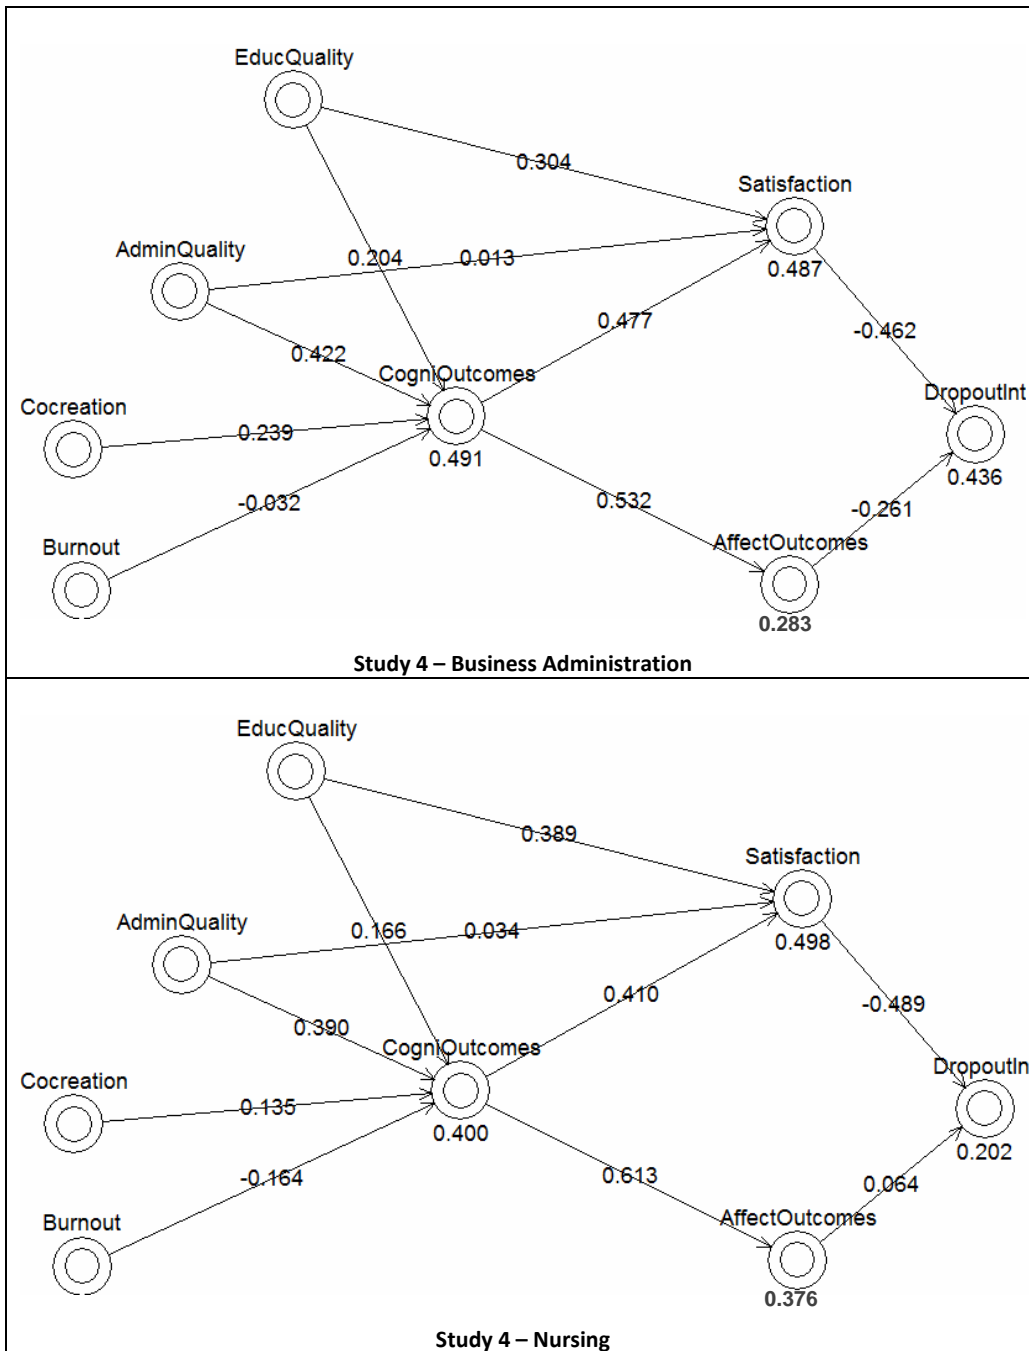 EducQuality
0.304
Satisfaction
AdminQuality
0.204 0.013
0.487
0.477
-0.462
0.422
CogniOutcomes
DropoutInt
Cocreation
0.239
0.491
0.436
-0.032
0.532
-0.261
Burnout
AffectOutcomes
0.283
Study 4 – Business Administration
EducQuality
0.389
Satisfaction
AdminQuality
0.166 0.034
0.498
0.410
-0.489
0.390
CogniOutcomes
DropoutIn
Cocreation
0.135
0.400
0.202
-0.164
0.613
0.064
Burnout
AffectOutcomes
0.376
Study 4 – Nursing